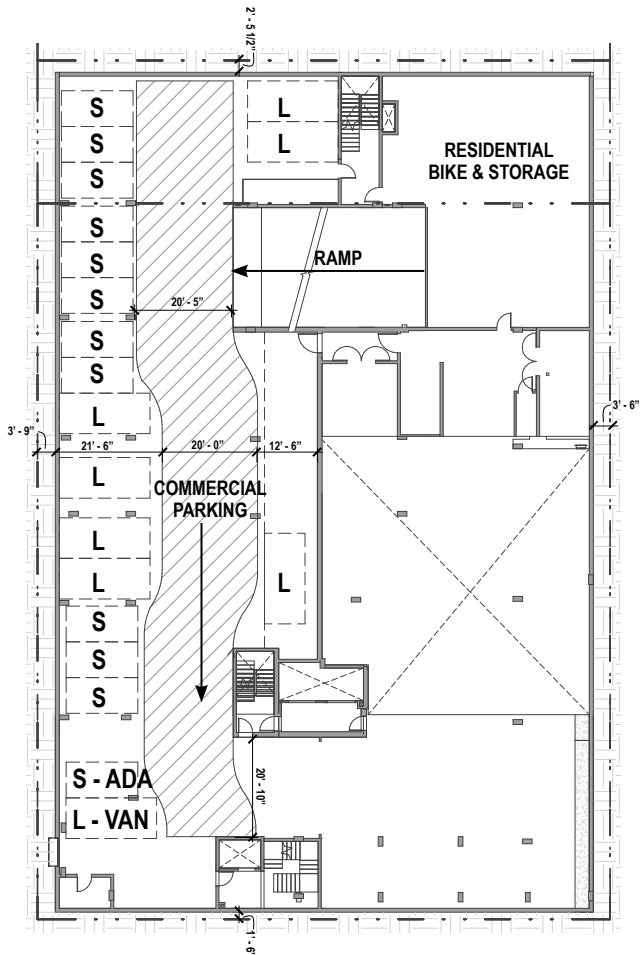 2' - 5 1/2"
S
L
S
L
S
RESIDENTIAL
BIKE & STORAGE
S
S
RAMP
S
20' - 5"
S
S
L
3' - 6"
3' - 9"
21' - 6"
20' - 0"
12' - 6"
L
COMMERCIAL
PARKING
L
L
L
S
S
S
S - ADA
20' - 10"
L - VAN
1' - 6"